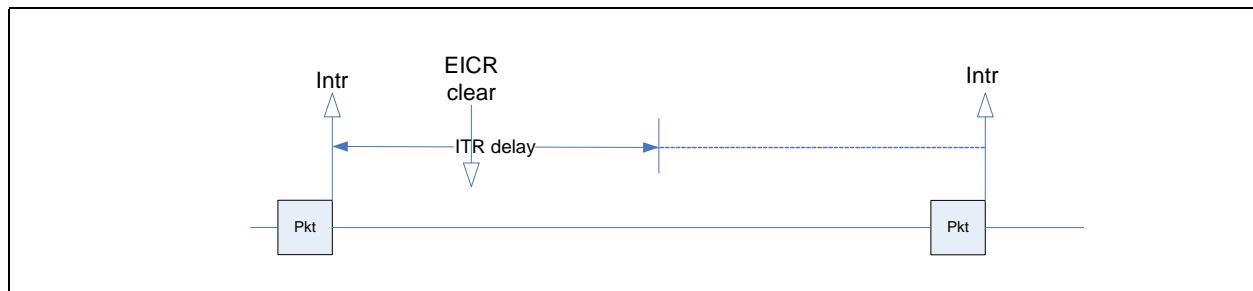 Intr
EICR
clear
Intr
ITR delay
Pkt
Pkt